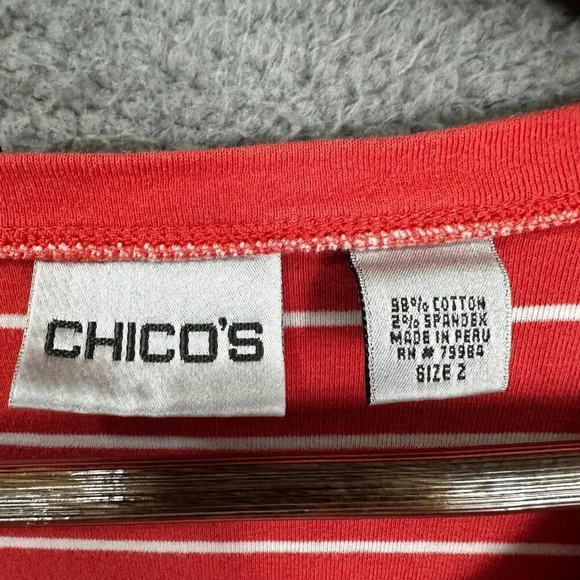 CHICO'S
98% COTTON
2% SPANDEX
MADE IN PERU
RN # 79984
SIZE 2